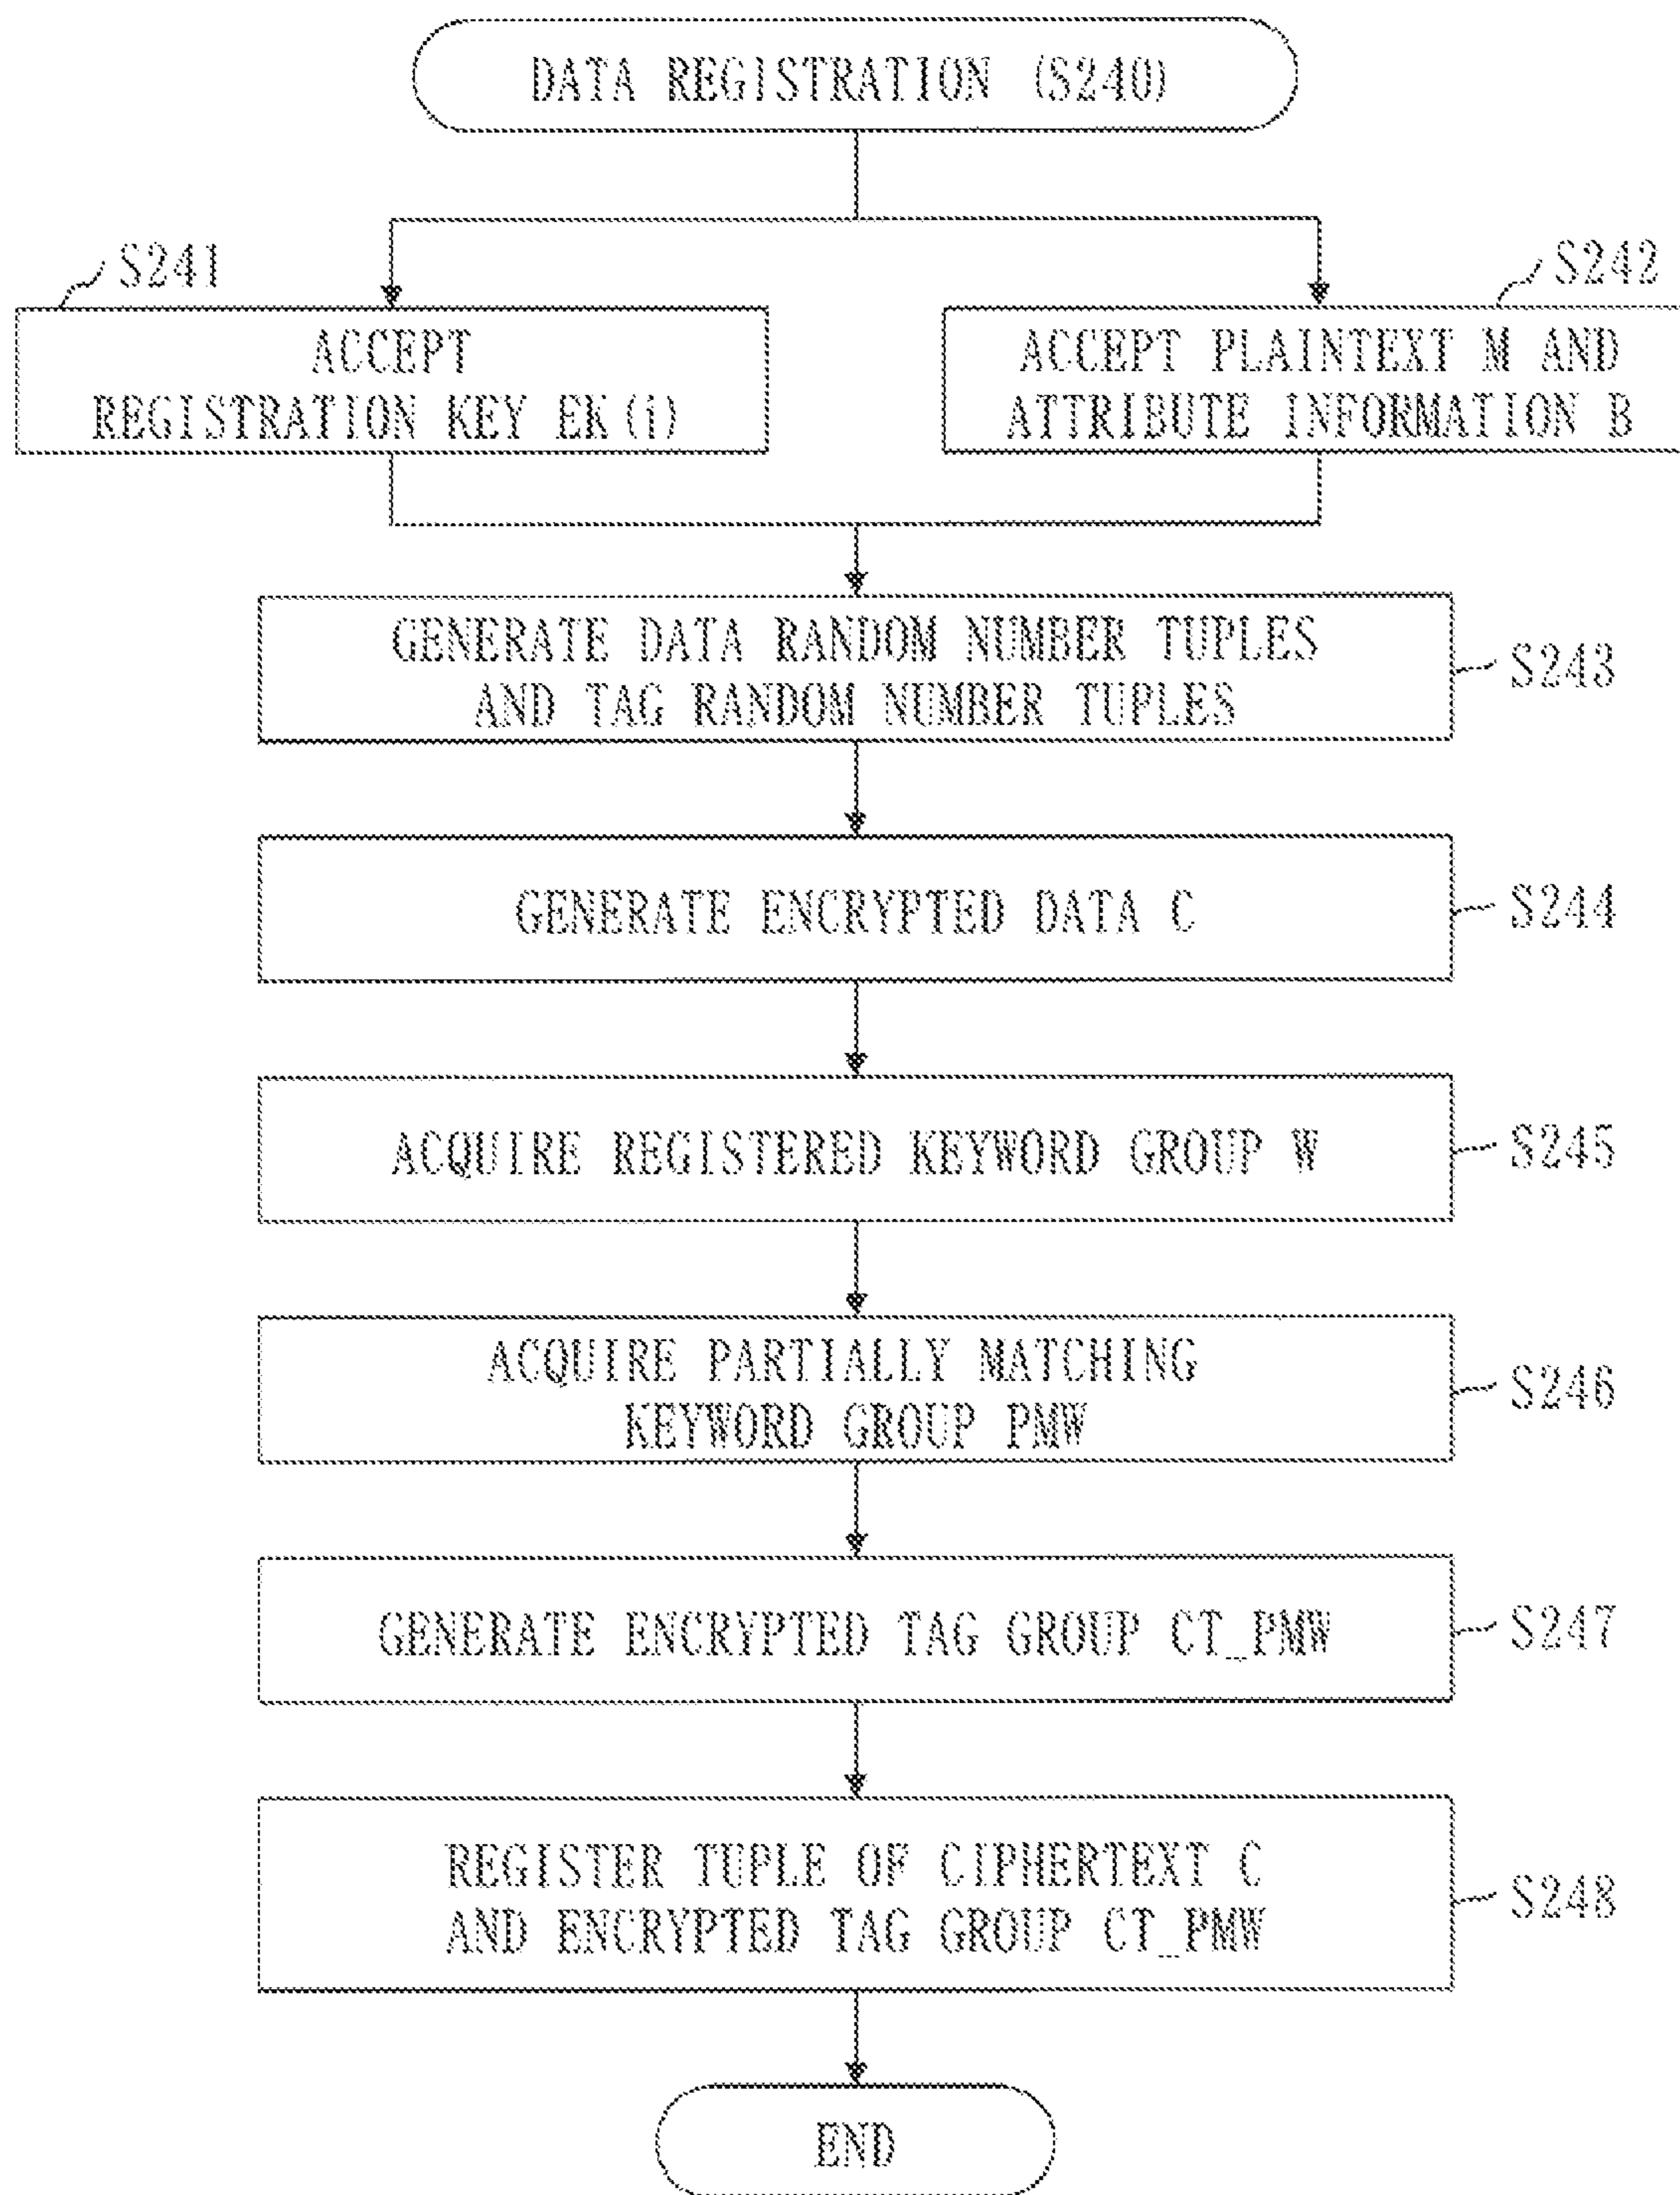 DATA REGISTRATION (S240)
S241
S242
ACCEPT
REGISTRATION KEY EK(i)
ACCEPT PLAINTEXT M AND
ATTRIBUTE INFORMATION B
GENERATE DATA RANDOM NUMBER TUPLES
AND TAG RANDOM NUMBER TUPLES
S243
GENERATE ENCRYPTED DATA C
S244
ACQUIRE REGISTERED KEYWORD GROUP W
S245
ACQUIRE PARTIALLY MATCHING
KEYWORD GROUP PMW
S246
GENERATE ENCRYPTED TAG GROUP CT_PMW
S247
REGISTER TUPLE OF CIPHERTEXT C
AND ENCRYPTED TAG GROUP CT_PMW
S248
END